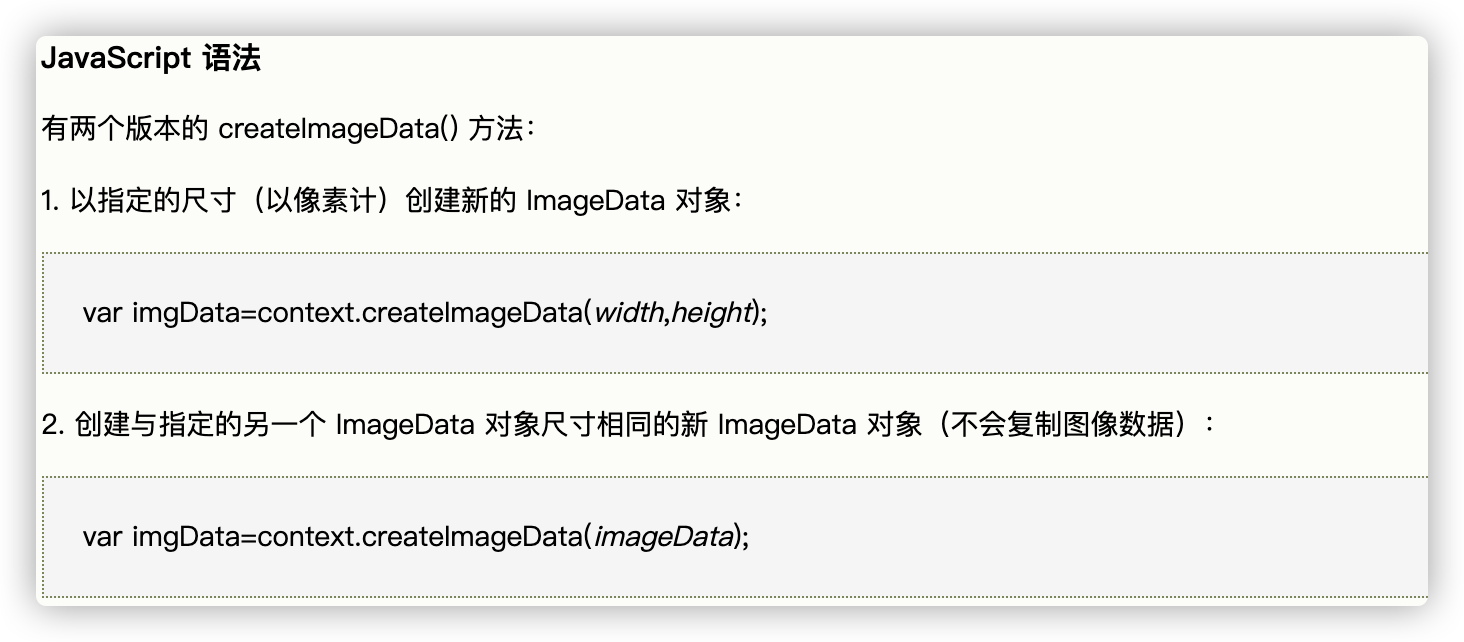 JavaScript 语法
有两个版本的 createImageData() 方法：
1. 以指定的尺寸（以像素计）创建新的 ImageData 对象：
var imgData=context.createImageData(width,height);
2. 创建与指定的另一个 ImageData 对象尺寸相同的新 ImageData 对象（不会复制图像数据）：
var imgData=context.createImageData(imageData);